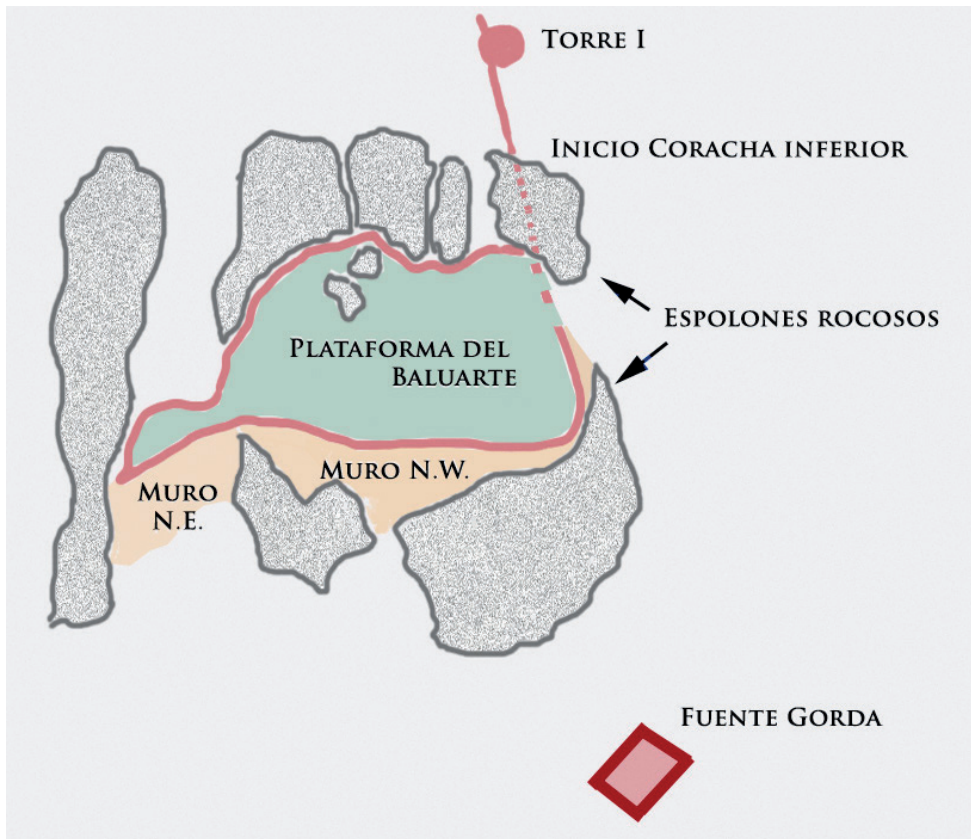 Torre I
Inicio Coracha inferior
Espolones rocosos
Plataforma del
Baluarte
Muro N.W.
Muro
N.E.
Fuente Gorda